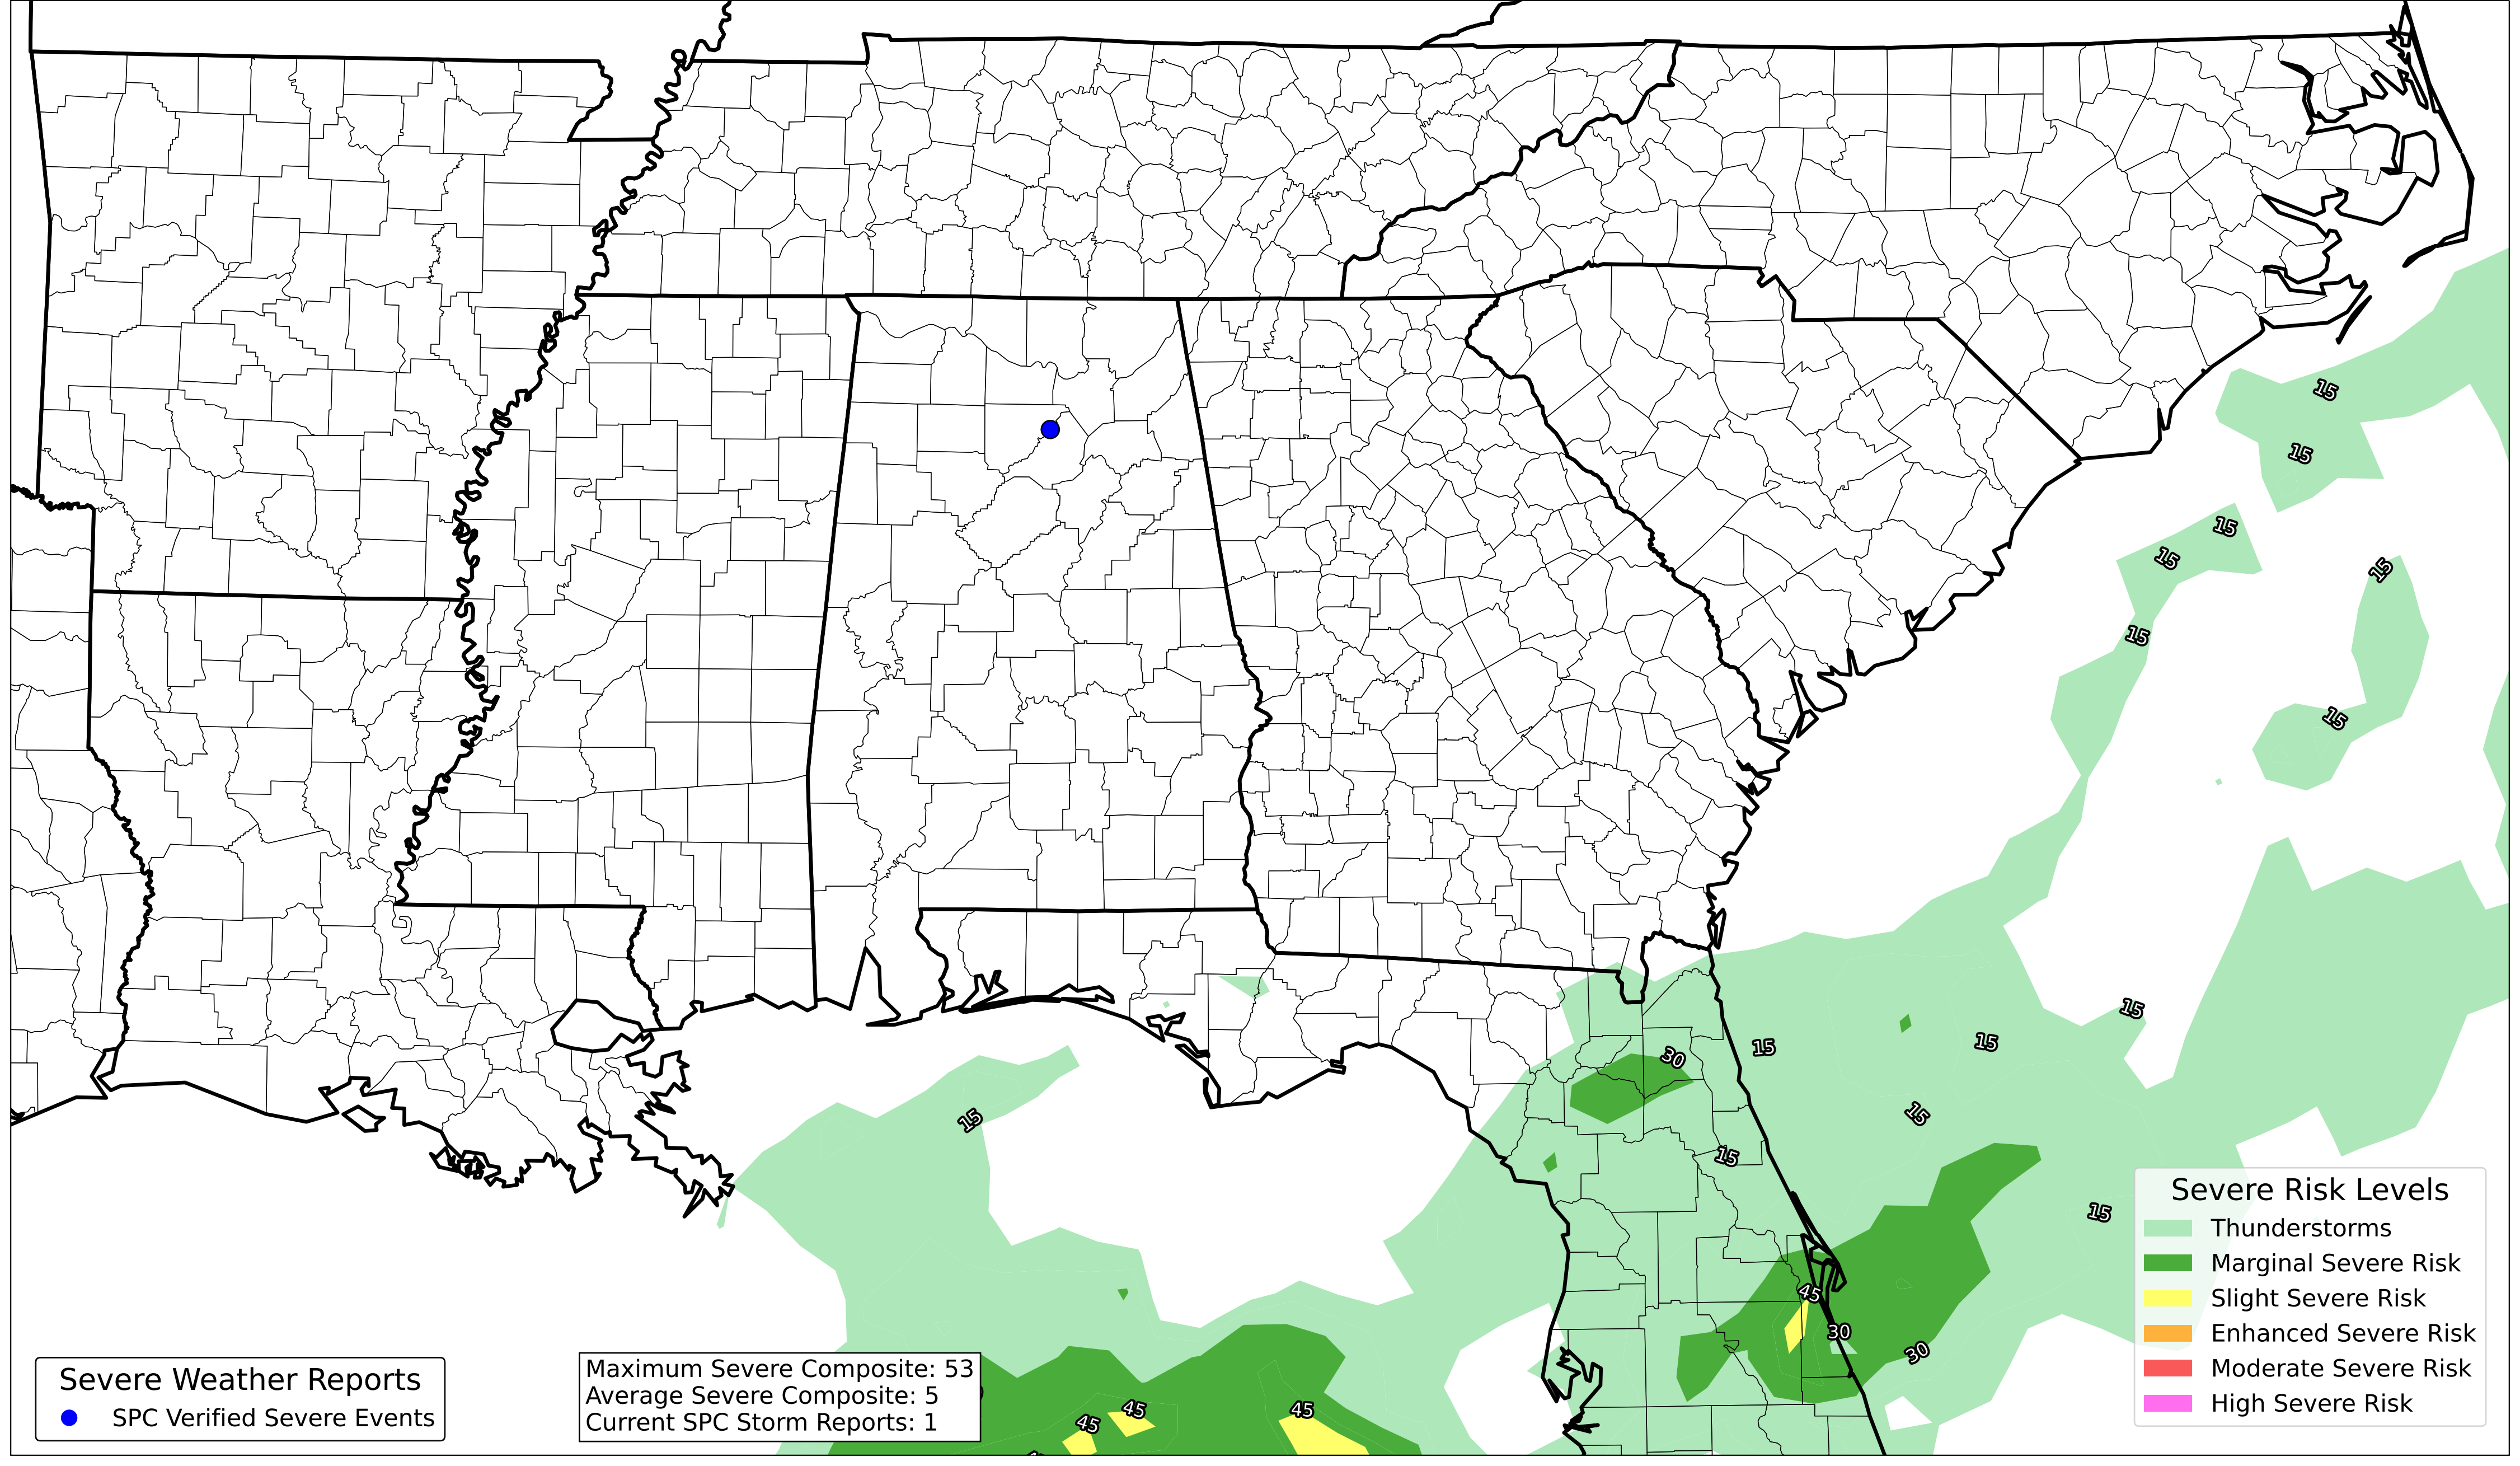 15
15
15
15
15
15
15
15
15
30
15
15
15
15
15
45
30
30
45
45
45
Severe Risk Levels
Thunderstorms
Marginal Severe Risk
Slight Severe Risk
Enhanced Severe Risk
Moderate Severe Risk
High Severe Risk
Severe Weather Reports
SPC Verified Severe Events
Maximum Severe Composite: 53
Average Severe Composite: 5
Current SPC Storm Reports: 1